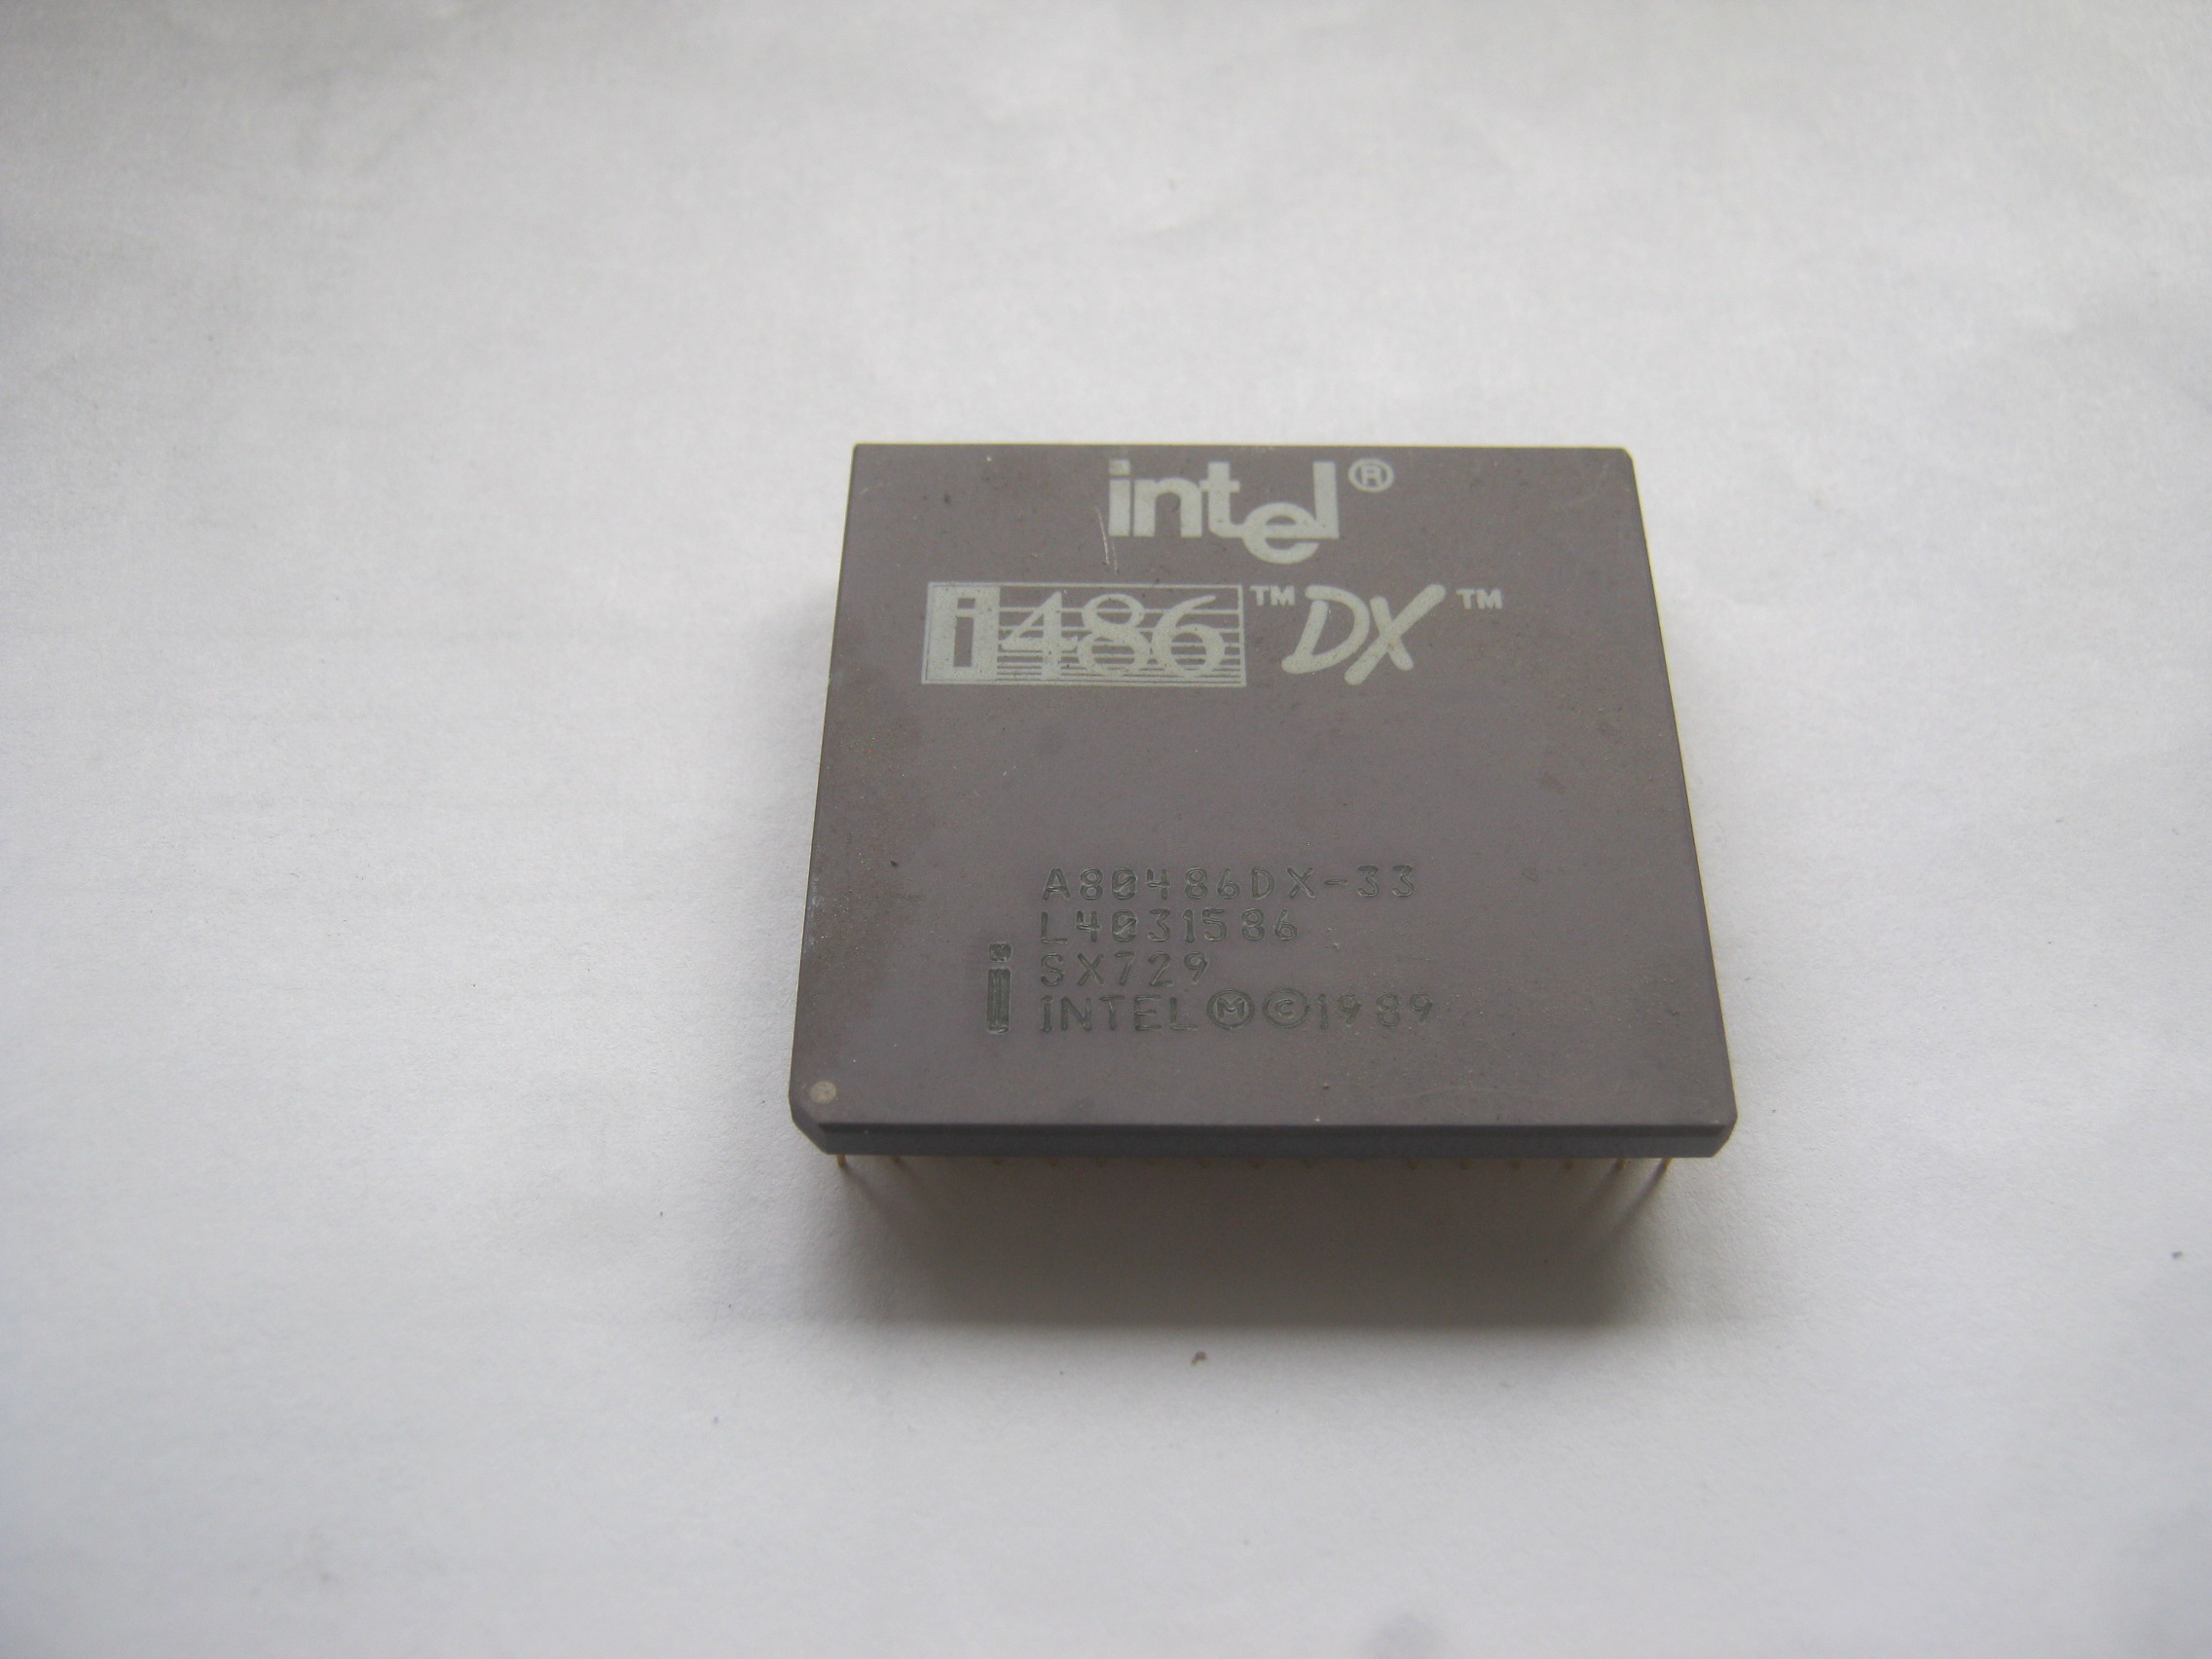 intel®
i486™ DX™
A80486DX-33
L4031586
SX729
i INTEL Ⓜ©1989